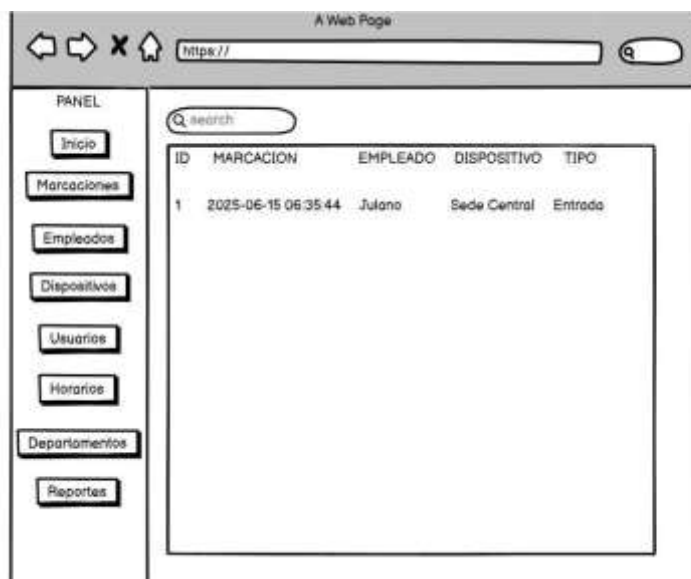 A Web Page
https://
PANEL
Inicio
Marcaciones
Empleados
Dispositivos
Usuarios
Horarios
Departamentos
Reportes
search
ID MARCACION EMPLEADO DISPOSITIVO TIPO
1 2025-06-15 06:35:44 Julano Sede Central Entrada